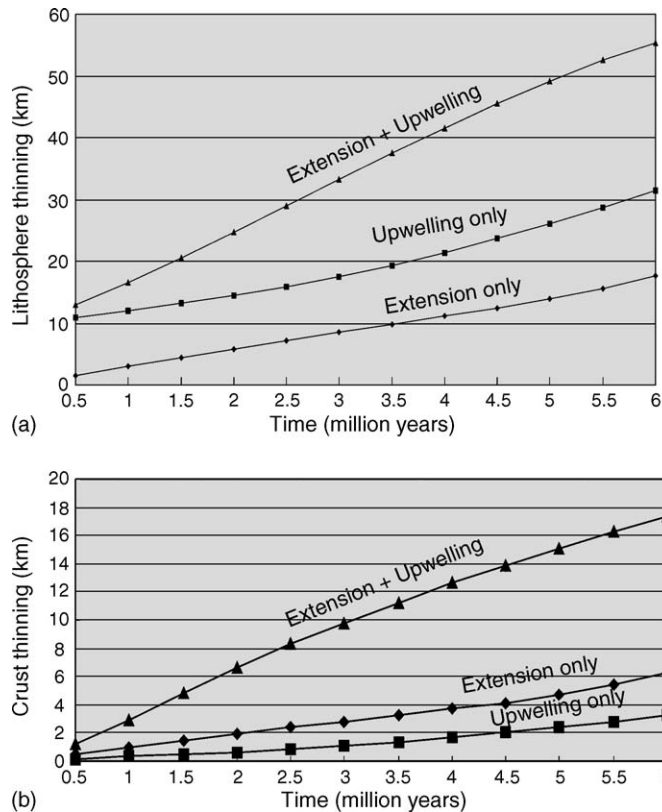 60
50
40
30
20
10
0
Lithosphere thinning (km)
Extension + Upwelling
Upwelling only
Extension only
0.5 1 1.5 2 2.5 3 3.5 4 4.5 5 5.5 6
(a) Time (million years)
20
18
16
14
12
10
8
6
4
2
0
Crust thinning (km)
Extension + Upwelling
Extension only
Upwelling only
0.5 1 1.5 2 2.5 3 3.5 4 4.5 5 5.5
(b) Time (million years)